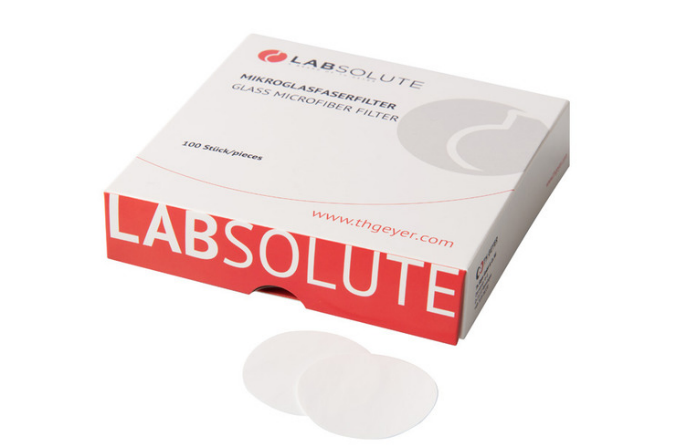 LABSOLUTE
MIKROGLASFASERFILTER
GLASS MICROFIBER FILTER
100 Stück/pieces
www.thgeyer.com
LABSOLUTE